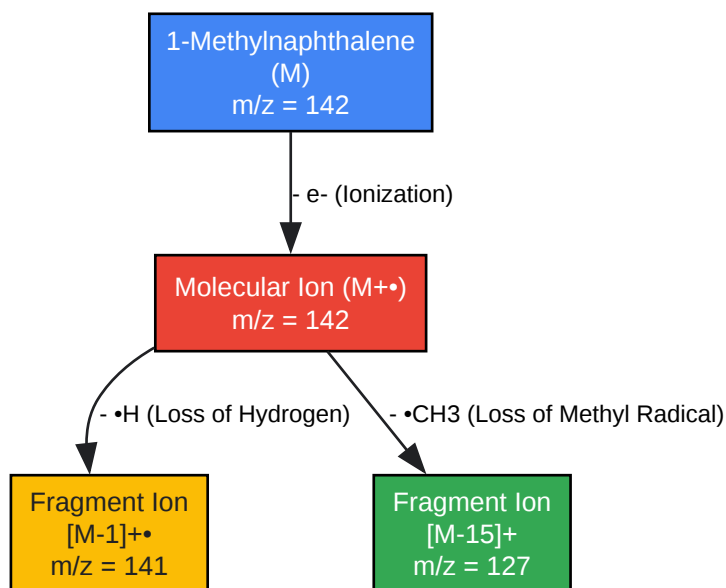 1-Methylnaphthalene
(M)
m/z = 142
- e- (Ionization)
Molecular Ion (M+•)
m/z = 142
- •H (Loss of Hydrogen)
- •CH3 (Loss of Methyl Radical)
Fragment Ion
[M-1]+•
m/z = 141
Fragment Ion
[M-15]+
m/z = 127